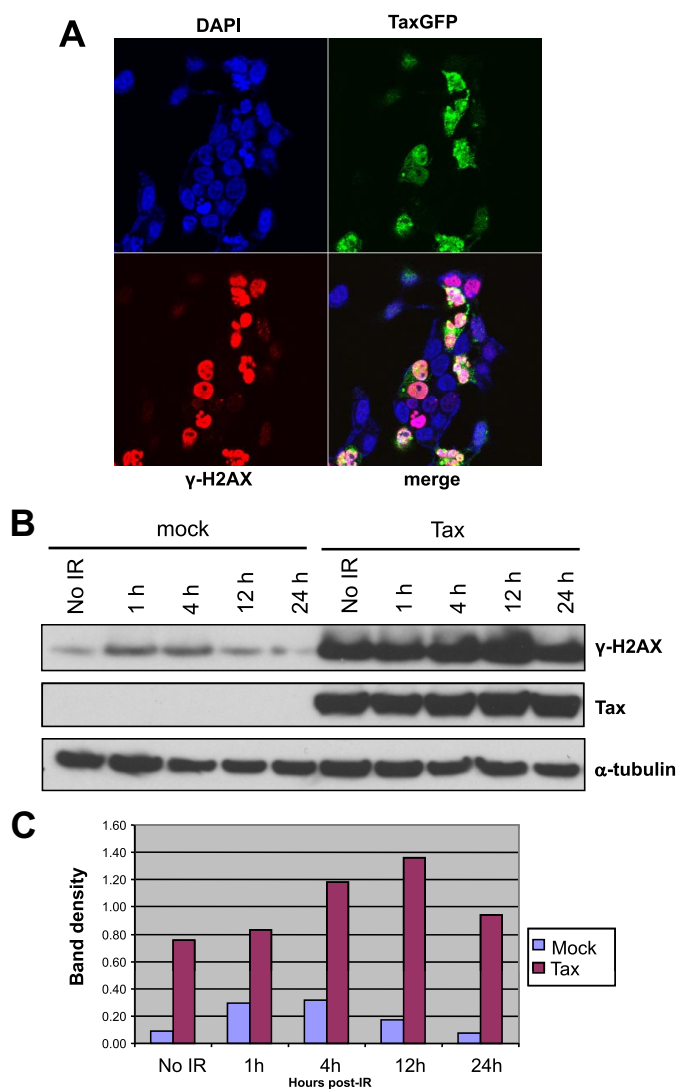 A
DAPI TaxGFP
γ-H2AX merge
B
mock Tax
No IR 1 h 4 h 12 h 24 h No IR 1 h 4 h 12 h 24 h
γ-H2AX
Tax
α-tubulin
C
Band density
1.60
1.40
1.20
1.00
0.80
0.60
0.40
0.20
0.00
No IR 1h 4h 12h 24h
Hours post-IR
Mock
Tax